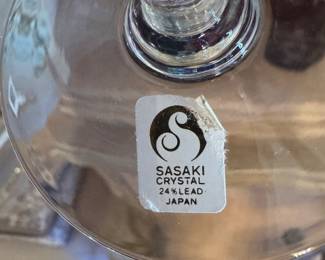 SASAKI
CRYSTAL
24% LEAD
JAPAN